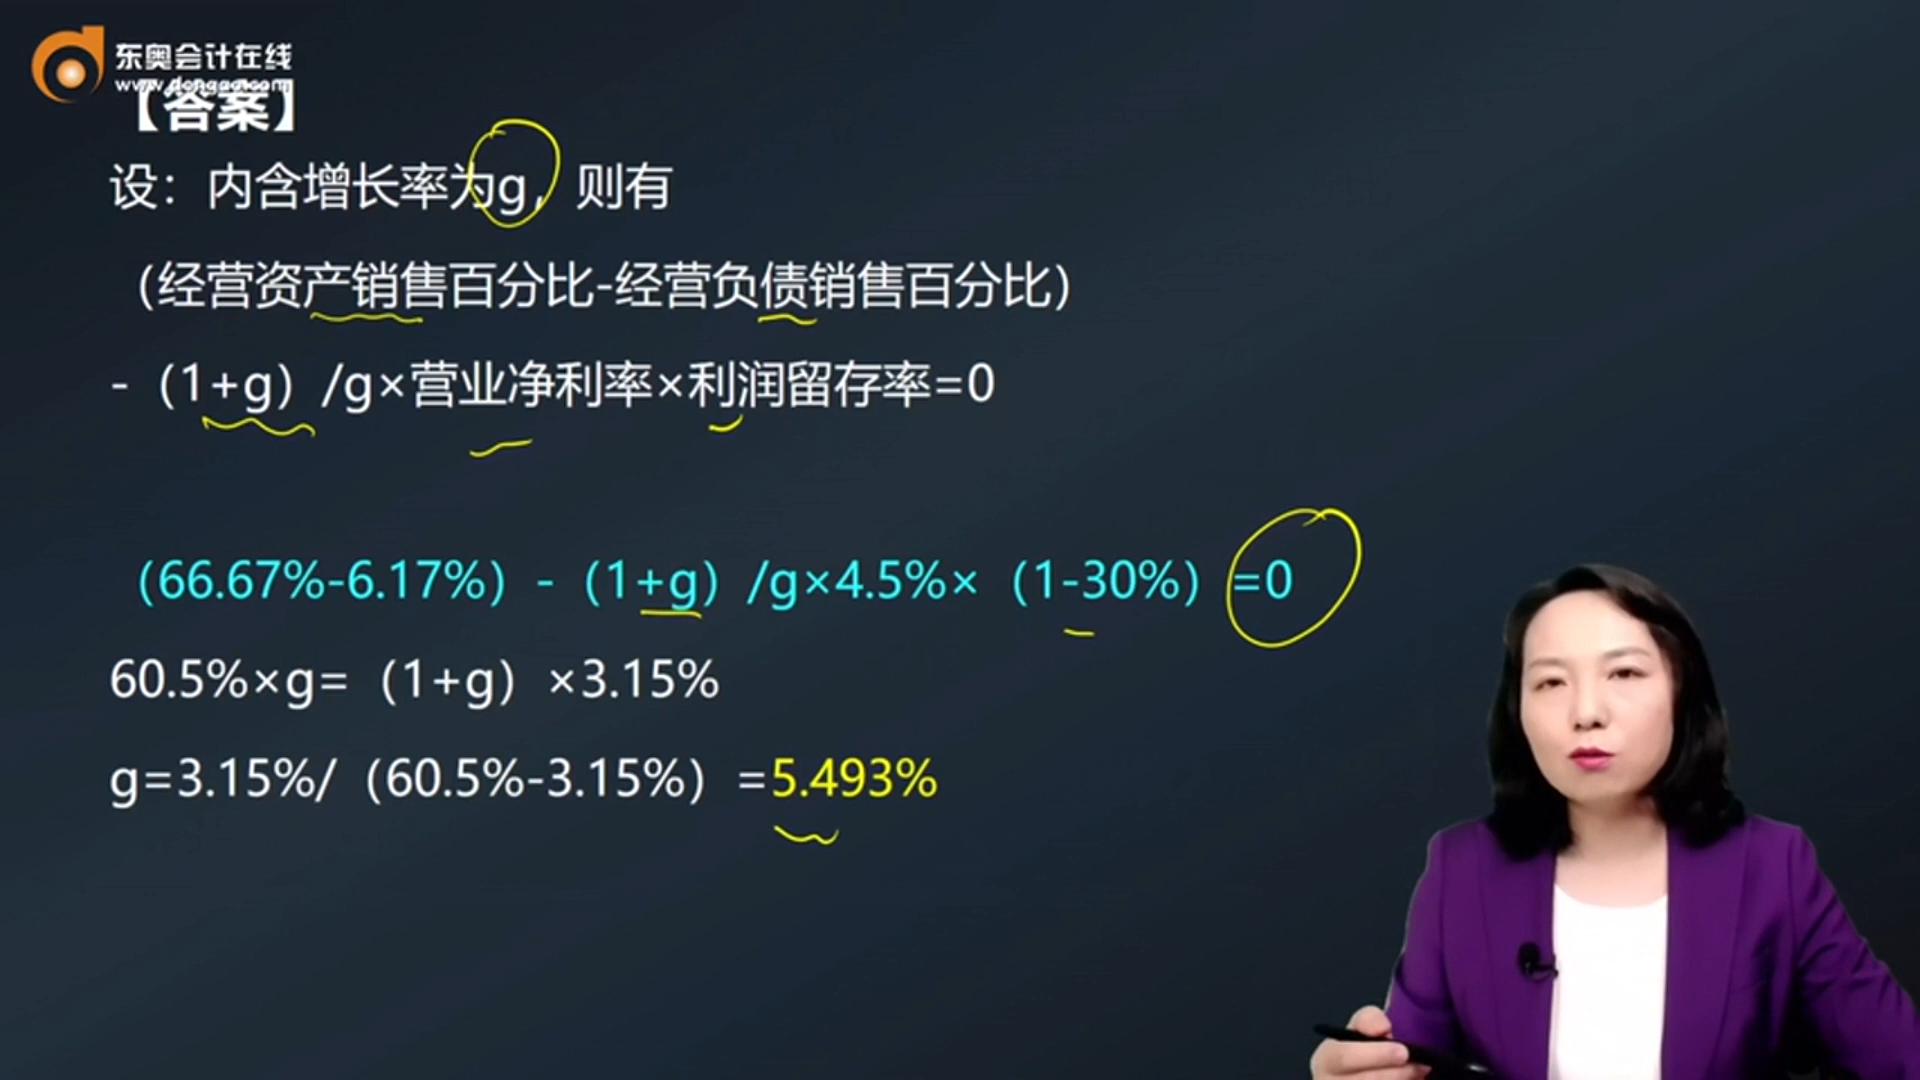 东奥会计在线
www.dongao.com
【答案】
设：内含增长率为g，则有
（经营资产销售百分比-经营负债销售百分比）
-（1+g）/g×营业净利率×利润留存率=0
（66.67%-6.17%）-（1+g）/g×4.5%×（1-30%）=0
60.5%×g=（1+g）×3.15%
g=3.15%/（60.5%-3.15%）=5.493%